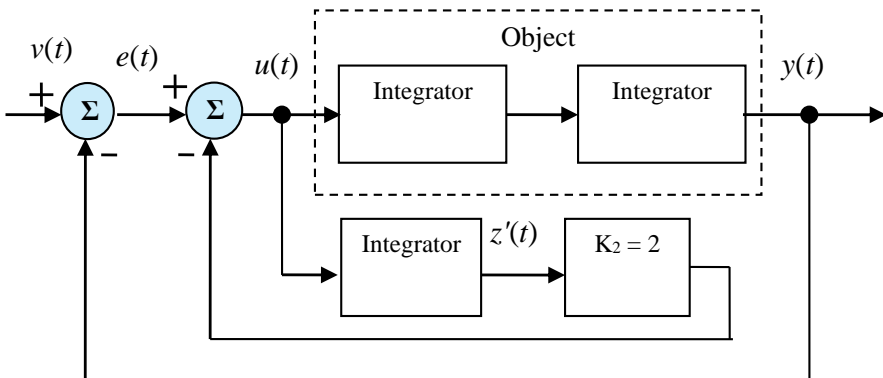 Object
v(t)
e(t)
u(t)
y(t)
+
+
Σ
Σ
Integrator
Integrator
−
−
Integrator
z'(t)
K₂ = 2